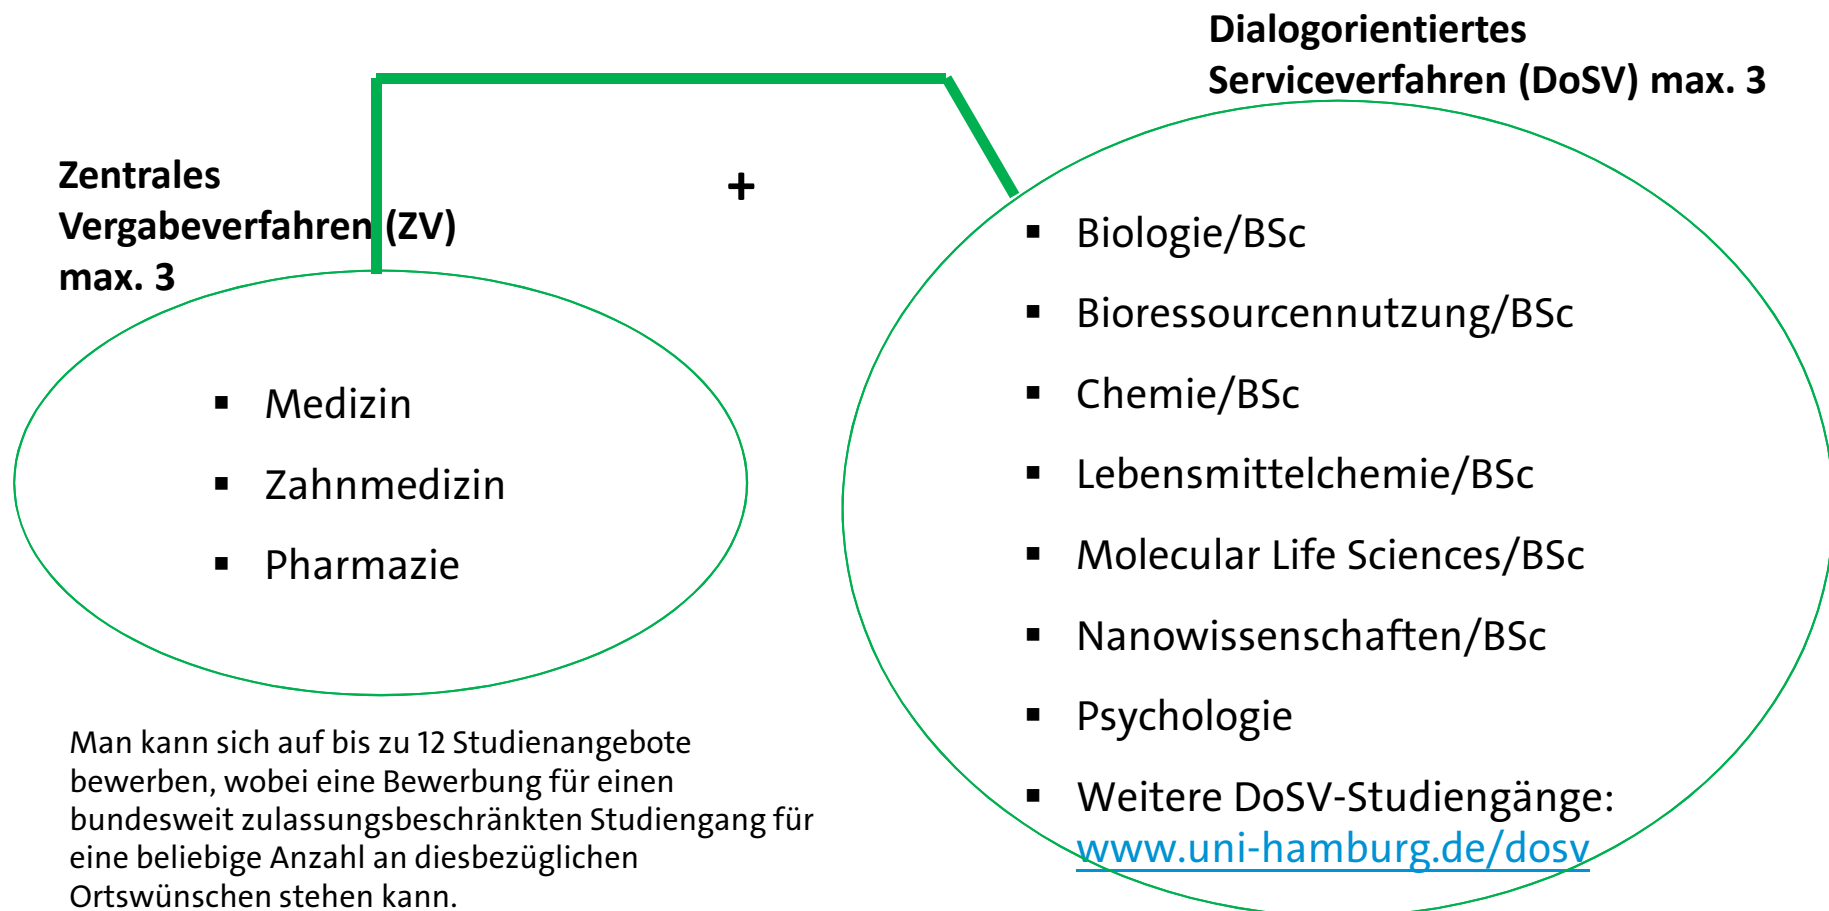 Dialogorientiertes
Serviceverfahren (DoSV) max. 3
Zentrales
Vergabeverfahren (ZV)
max. 3
+
▪ Medizin
▪ Zahnmedizin
▪ Pharmazie
▪ Biologie/BSc
▪ Bioressourcennutzung/BSc
▪ Chemie/BSc
▪ Lebensmittelchemie/BSc
▪ Molecular Life Sciences/BSc
▪ Nanowissenschaften/BSc
▪ Psychologie
▪ Weitere DoSV-Studiengänge:
www.uni-hamburg.de/dosv
Man kann sich auf bis zu 12 Studienangebote
bewerben, wobei eine Bewerbung für einen
bundesweit zulassungsbeschränkten Studiengang für
eine beliebige Anzahl an diesbezüglichen
Ortswünschen stehen kann.